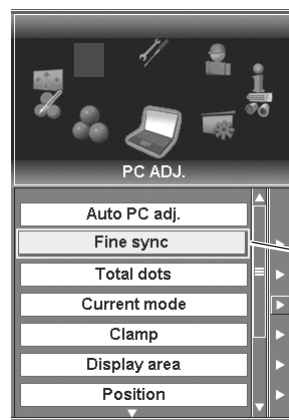 PC ADJ.
Auto PC adj.
Fine sync
Total dots
Current mode
Clamp
Display area
Position